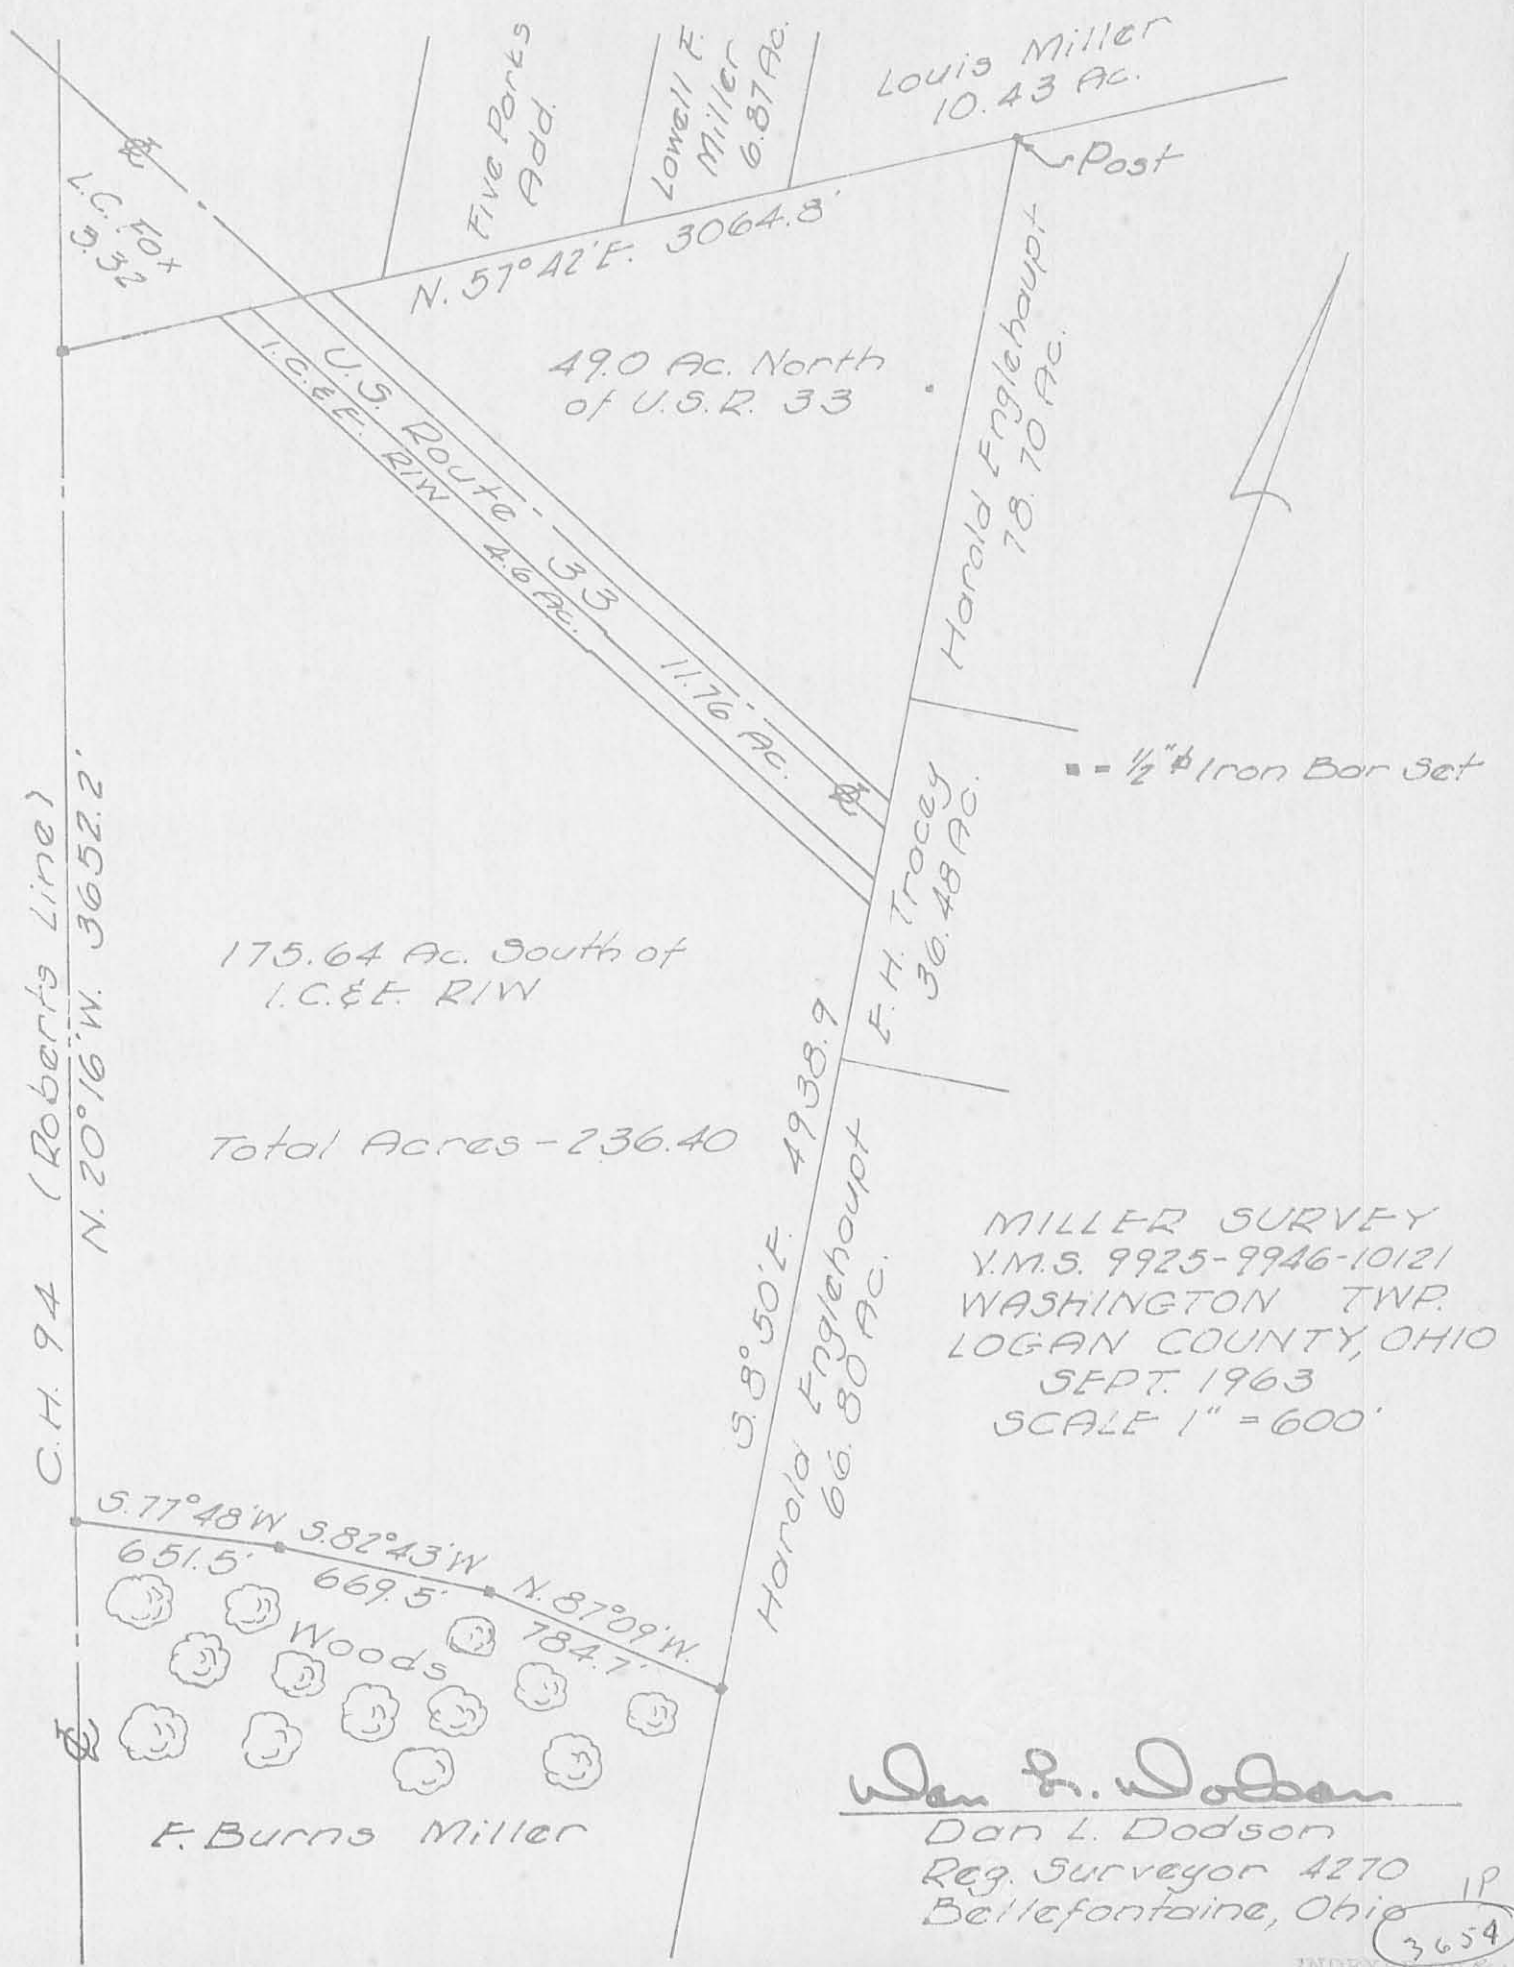 Five Parks
Add.
Lowell E.
Miller
6.87 Ac.
Louis Miller
10.43 Ac.
Post
L.C. Fox
3.32
N. 57° 42' E. 3064.8'
49.0 Ac. North
of U.S.R. 33
U.S. Route 33 11.76 Ac.
I.C.&E. R/W 4.6 Ac.
Harold Englehaupt
78.70 Ac.
▪ = 1/2" ϕ Iron Bar Set
E. H. Tracey
36.48 Ac.
C.H. 94 (Roberts Line)
N. 20° 16' W. 3652.2'
175.64 Ac. South of
I.C.&E. R/W
Total Acres - 236.40
S. 8° 50' E. 4938.9
Harold Englehaupt
66.80 Ac.
MILLER SURVEY
V.M.S. 9925-9946-10121
WASHINGTON TWP.
LOGAN COUNTY, OHIO
SEPT. 1963
SCALE 1" = 600'
S. 77° 48' W
651.5'
S. 82° 43' W
669.5'
N. 87° 09' W.
784.7'
Woods
E. Burns Miller
Dan L. Dodson
Dan L. Dodson
Reg. Surveyor 4270
Bellefontaine, Ohio
1P
3654